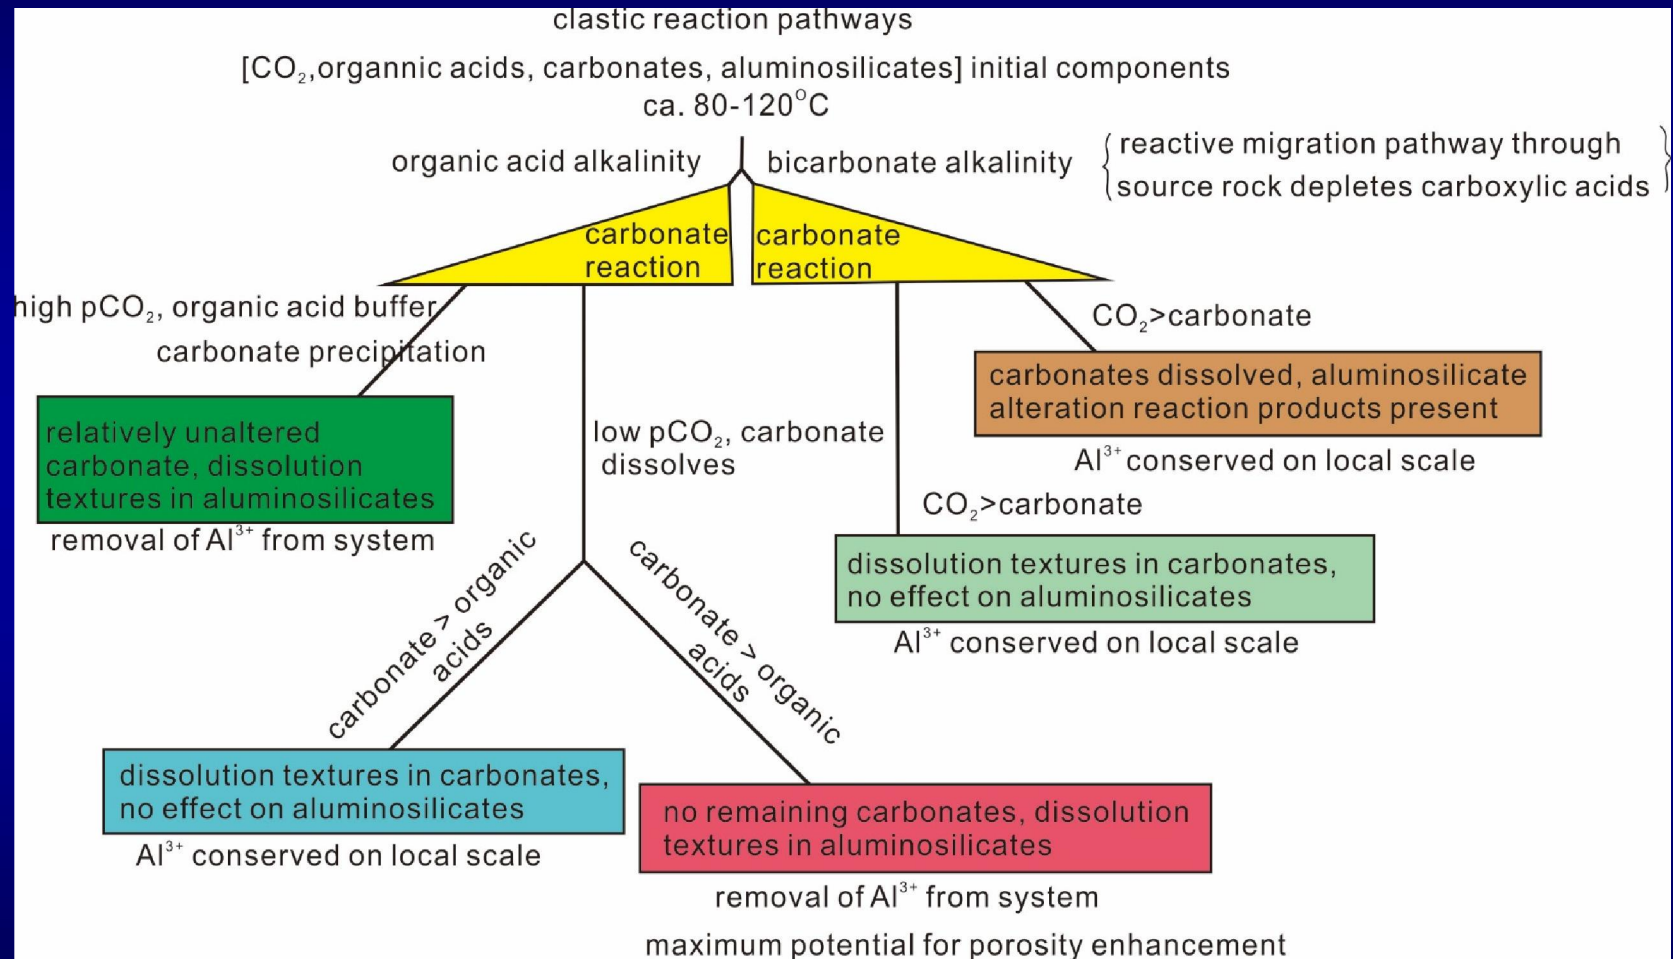 clastic reaction pathways
[CO₂,organnic acids, carbonates, aluminosilicates] initial components
ca. 80-120°C
organic acid alkalinity
bicarbonate alkalinity
{reactive migration pathway through
source rock depletes carboxylic acids}
carbonate
reaction
carbonate
reaction
high pCO₂, organic acid buffer
carbonate precipitation
relatively unaltered
carbonate, dissolution
textures in aluminosilicates
removal of Al³⁺ from system
low pCO₂, carbonate
dissolves
CO₂>carbonate
carbonates dissolved, aluminosilicate
alteration reaction products present
Al³⁺ conserved on local scale
CO₂>carbonate
dissolution textures in carbonates,
no effect on aluminosilicates
Al³⁺ conserved on local scale
carbonate > organic
acids
carbonate > organic
acids
dissolution textures in carbonates,
no effect on aluminosilicates
Al³⁺ conserved on local scale
no remaining carbonates, dissolution
textures in aluminosilicates
removal of Al³⁺ from system
maximum potential for porosity enhancement